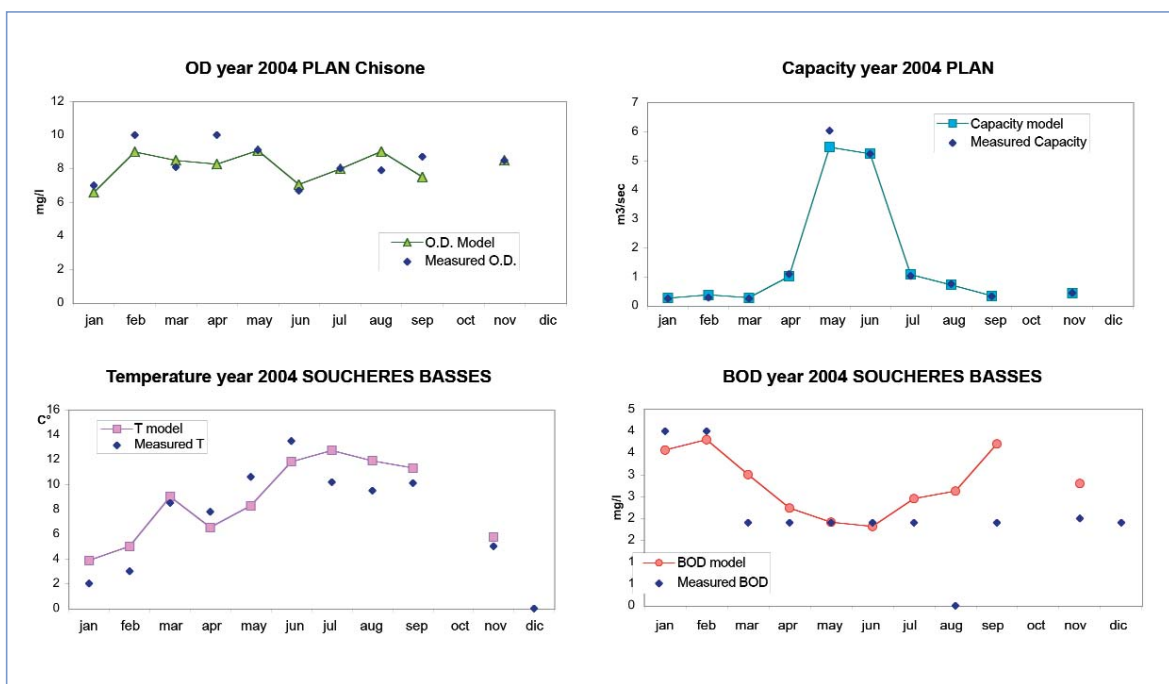 OD year 2004 PLAN Chisone
12
10
8
6
4
2
0
mg/l
O.D. Model
Measured O.D.
jan feb mar apr may jun jul aug sep oct nov dic
Capacity year 2004 PLAN
7
6
5
4
3
2
1
0
m3/sec
Capacity model
Measured Capacity
jan feb mar apr may jun jul aug sep oct nov dic
Temperature year 2004 SOUCHERES BASSES
16
C°
14
12
10
8
6
4
2
0
T model
Measured T
jan feb mar apr may jun jul aug sep oct nov dic
BOD year 2004 SOUCHERES BASSES
5
4
4
3
3
2
2
1
1
0
mg/l
BOD model
Measured BOD
jan feb mar apr may jun jul aug sep oct nov dic